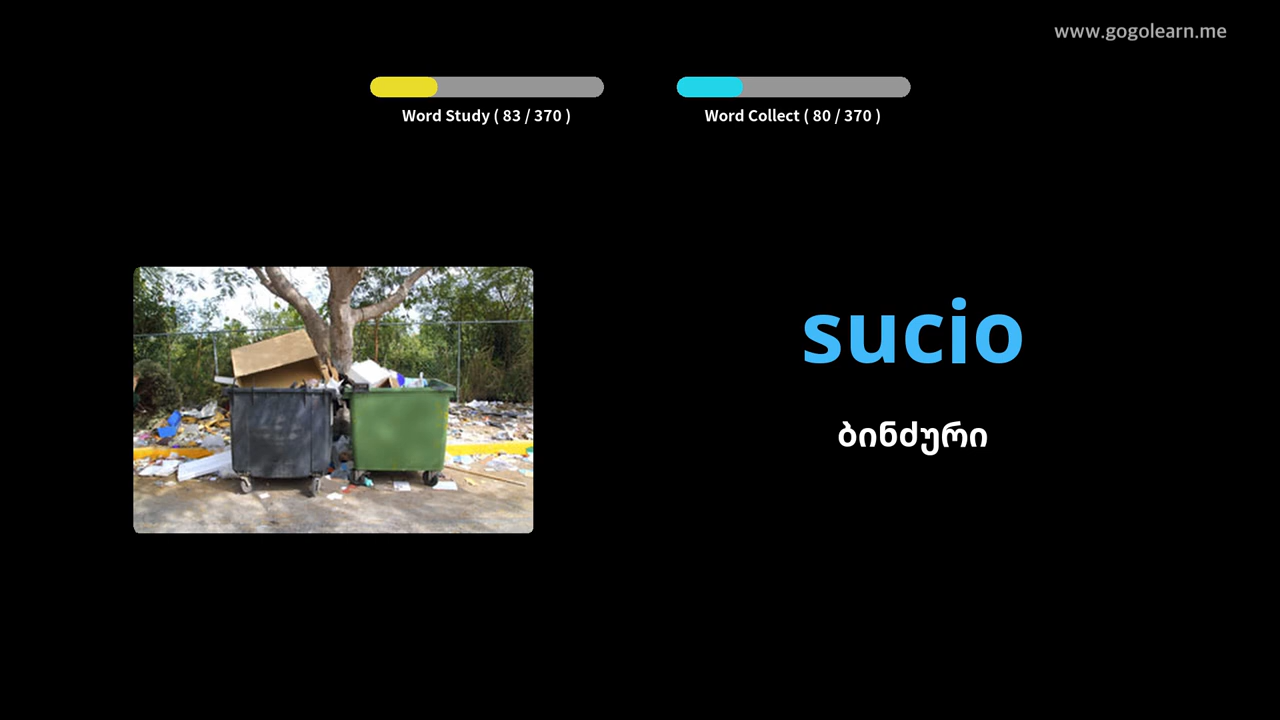 www.gogolearn.me
Word Study ( 83 / 370 )
Word Collect ( 80 / 370 )
sucio
ბინძური